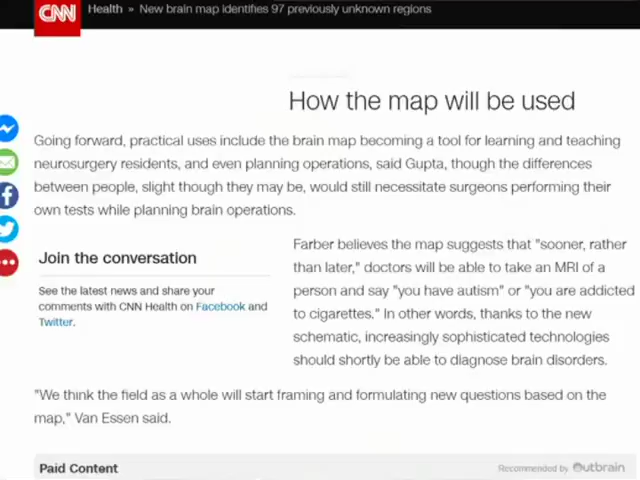 CNN Health » New brain map identifies 97 previously unknown regions
How the map will be used
Going forward, practical uses include the brain map becoming a tool for learning and teaching
neurosurgery residents, and even planning operations, said Gupta, though the differences
between people, slight though they may be, would still necessitate surgeons performing their
own tests while planning brain operations.
Join the conversation
See the latest news and share your
comments with CNN Health on Facebook and
Twitter.
Farber believes the map suggests that "sooner, rather
than later," doctors will be able to take an MRI of a
person and say "you have autism" or "you are addicted
to cigarettes." In other words, thanks to the new
schematic, increasingly sophisticated technologies
should shortly be able to diagnose brain disorders.
"We think the field as a whole will start framing and formulating new questions based on the
map," Van Essen said.
Paid Content
Recommended by Outbrain